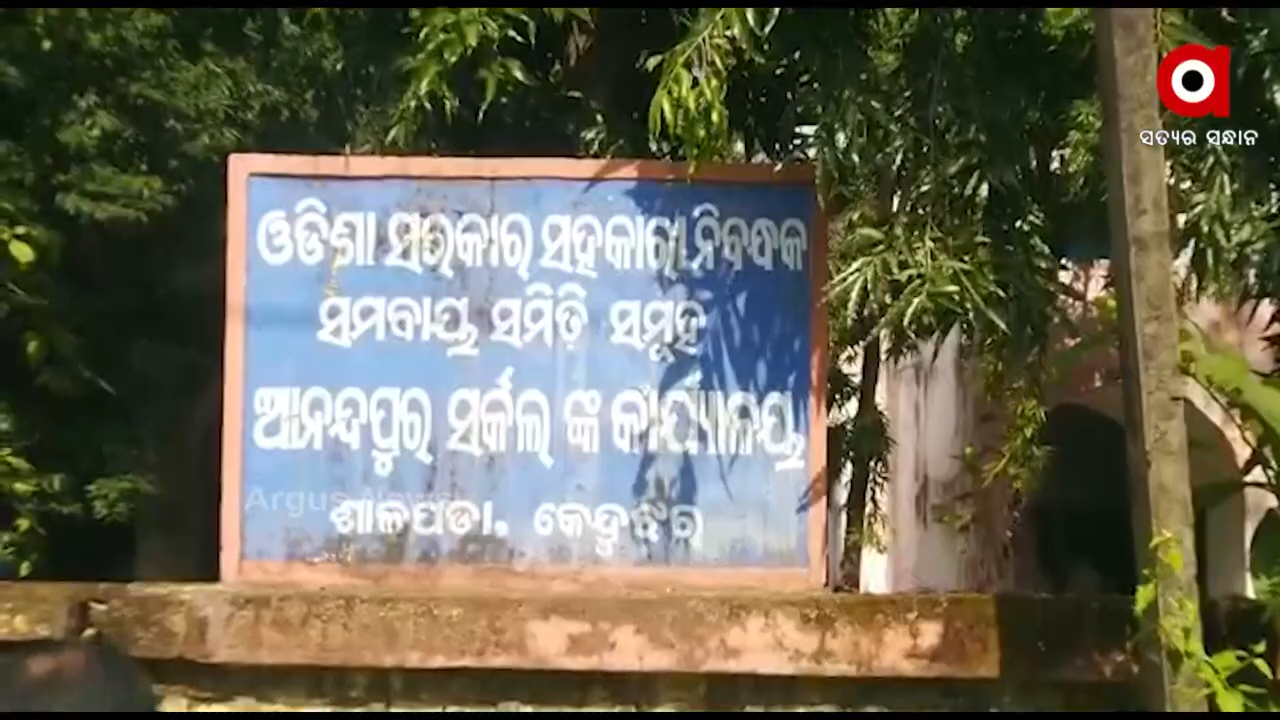 ସତ୍ୟର ସନ୍ଧାନ
ଓଡିଶା ସରକାର ସହକାରୀ ନିବନ୍ଧକ
ସମବାୟ ସମିତି ସମୂହ
ଆନନ୍ଦପୁର ସର୍କଲ୍ ଙ୍କ କାର୍ଯ୍ୟାଳୟ
Argus News
ଶାଳପଡା, କେନ୍ଦୁଝର